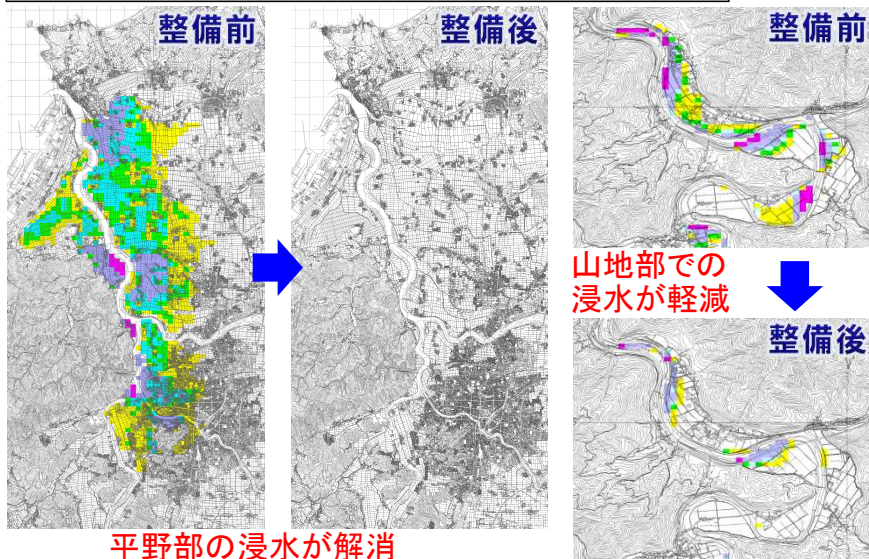 整備前
整備後
整備前
山地部での
浸水が軽減
整備後
平野部の浸水が解消